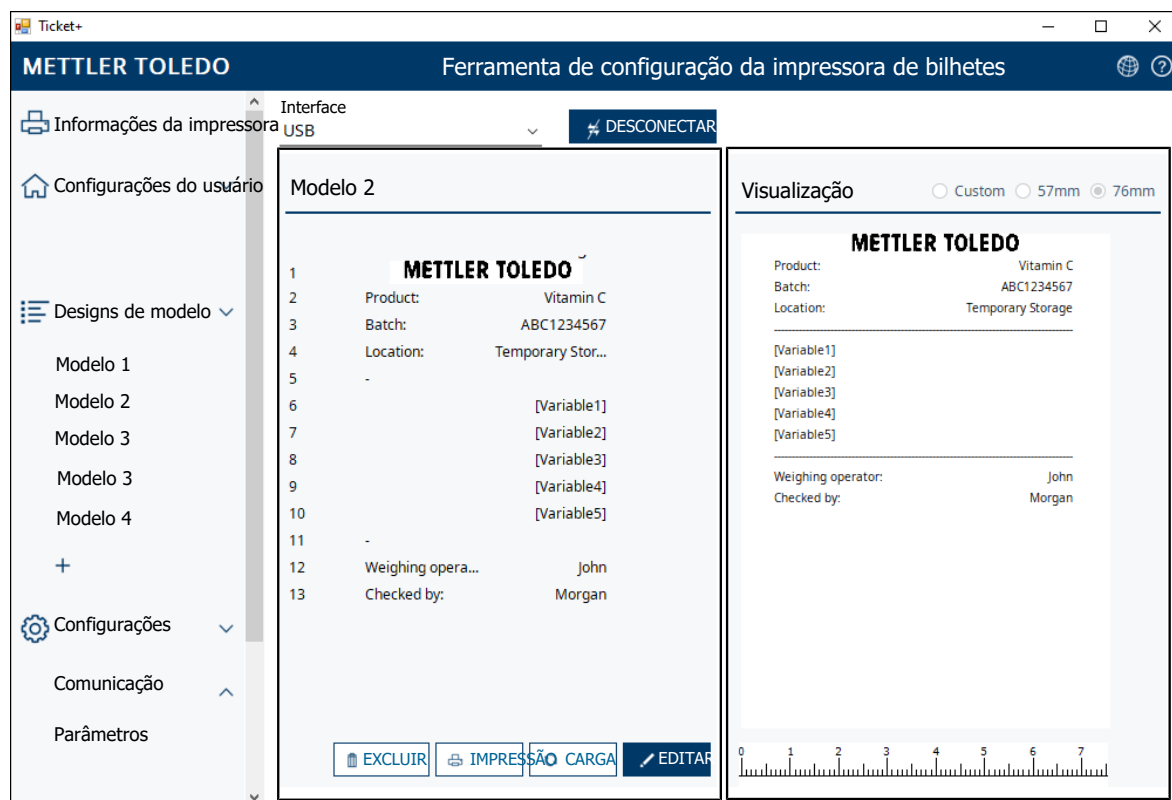 Ticket+
METTLER TOLEDO
Ferramenta de configuração da impressora de bilhetes
Informações da impressora
Configurações do usuário
Designs de modelo
Modelo 1
Modelo 2
Modelo 3
Modelo 3
Modelo 4
+
Configurações
Comunicação
Parâmetros
Interface
USB
DESCONECTAR
Modelo 2
1 METTLER TOLEDO
2 Product: Vitamin C
3 Batch: ABC1234567
4 Location: Temporary Stor...
5 -
6 [Variable1]
7 [Variable2]
8 [Variable3]
9 [Variable4]
10 [Variable5]
11 -
12 Weighing opera... John
13 Checked by: Morgan
EXCLUIR IMPRESSÃO CARGA EDITAR
Visualização Custom 57mm 76mm
METTLER TOLEDO
Product: Vitamin C
Batch: ABC1234567
Location: Temporary Storage
[Variable1]
[Variable2]
[Variable3]
[Variable4]
[Variable5]
Weighing operator: John
Checked by: Morgan
0 1 2 3 4 5 6 7